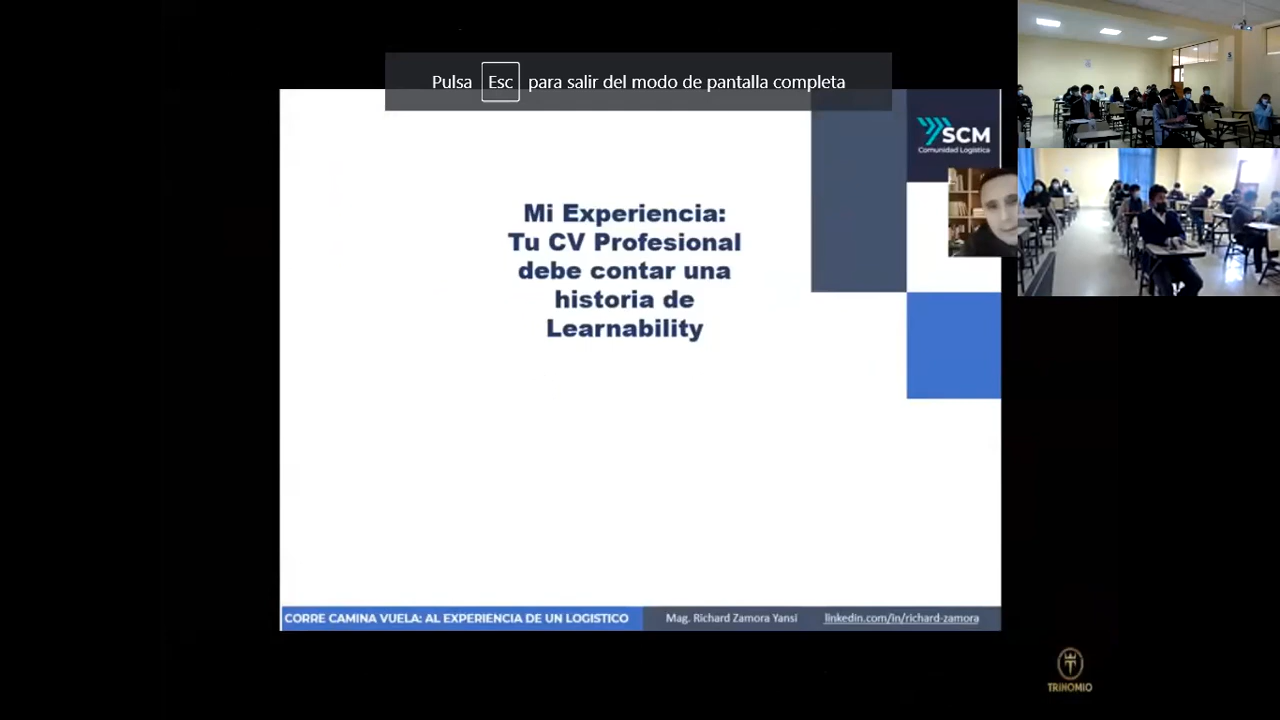 Pulsa Esc para salir del modo de pantalla completa
SCM
Comunidad Logística
Mi Experiencia:
Tu CV Profesional
debe contar una
historia de
Learnability
CORRE CAMINA VUELA: AL EXPERIENCIA DE UN LOGISTICO
Mag. Richard Zamora Yansi
linkedin.com/in/richard-zamora
TRINOMIO